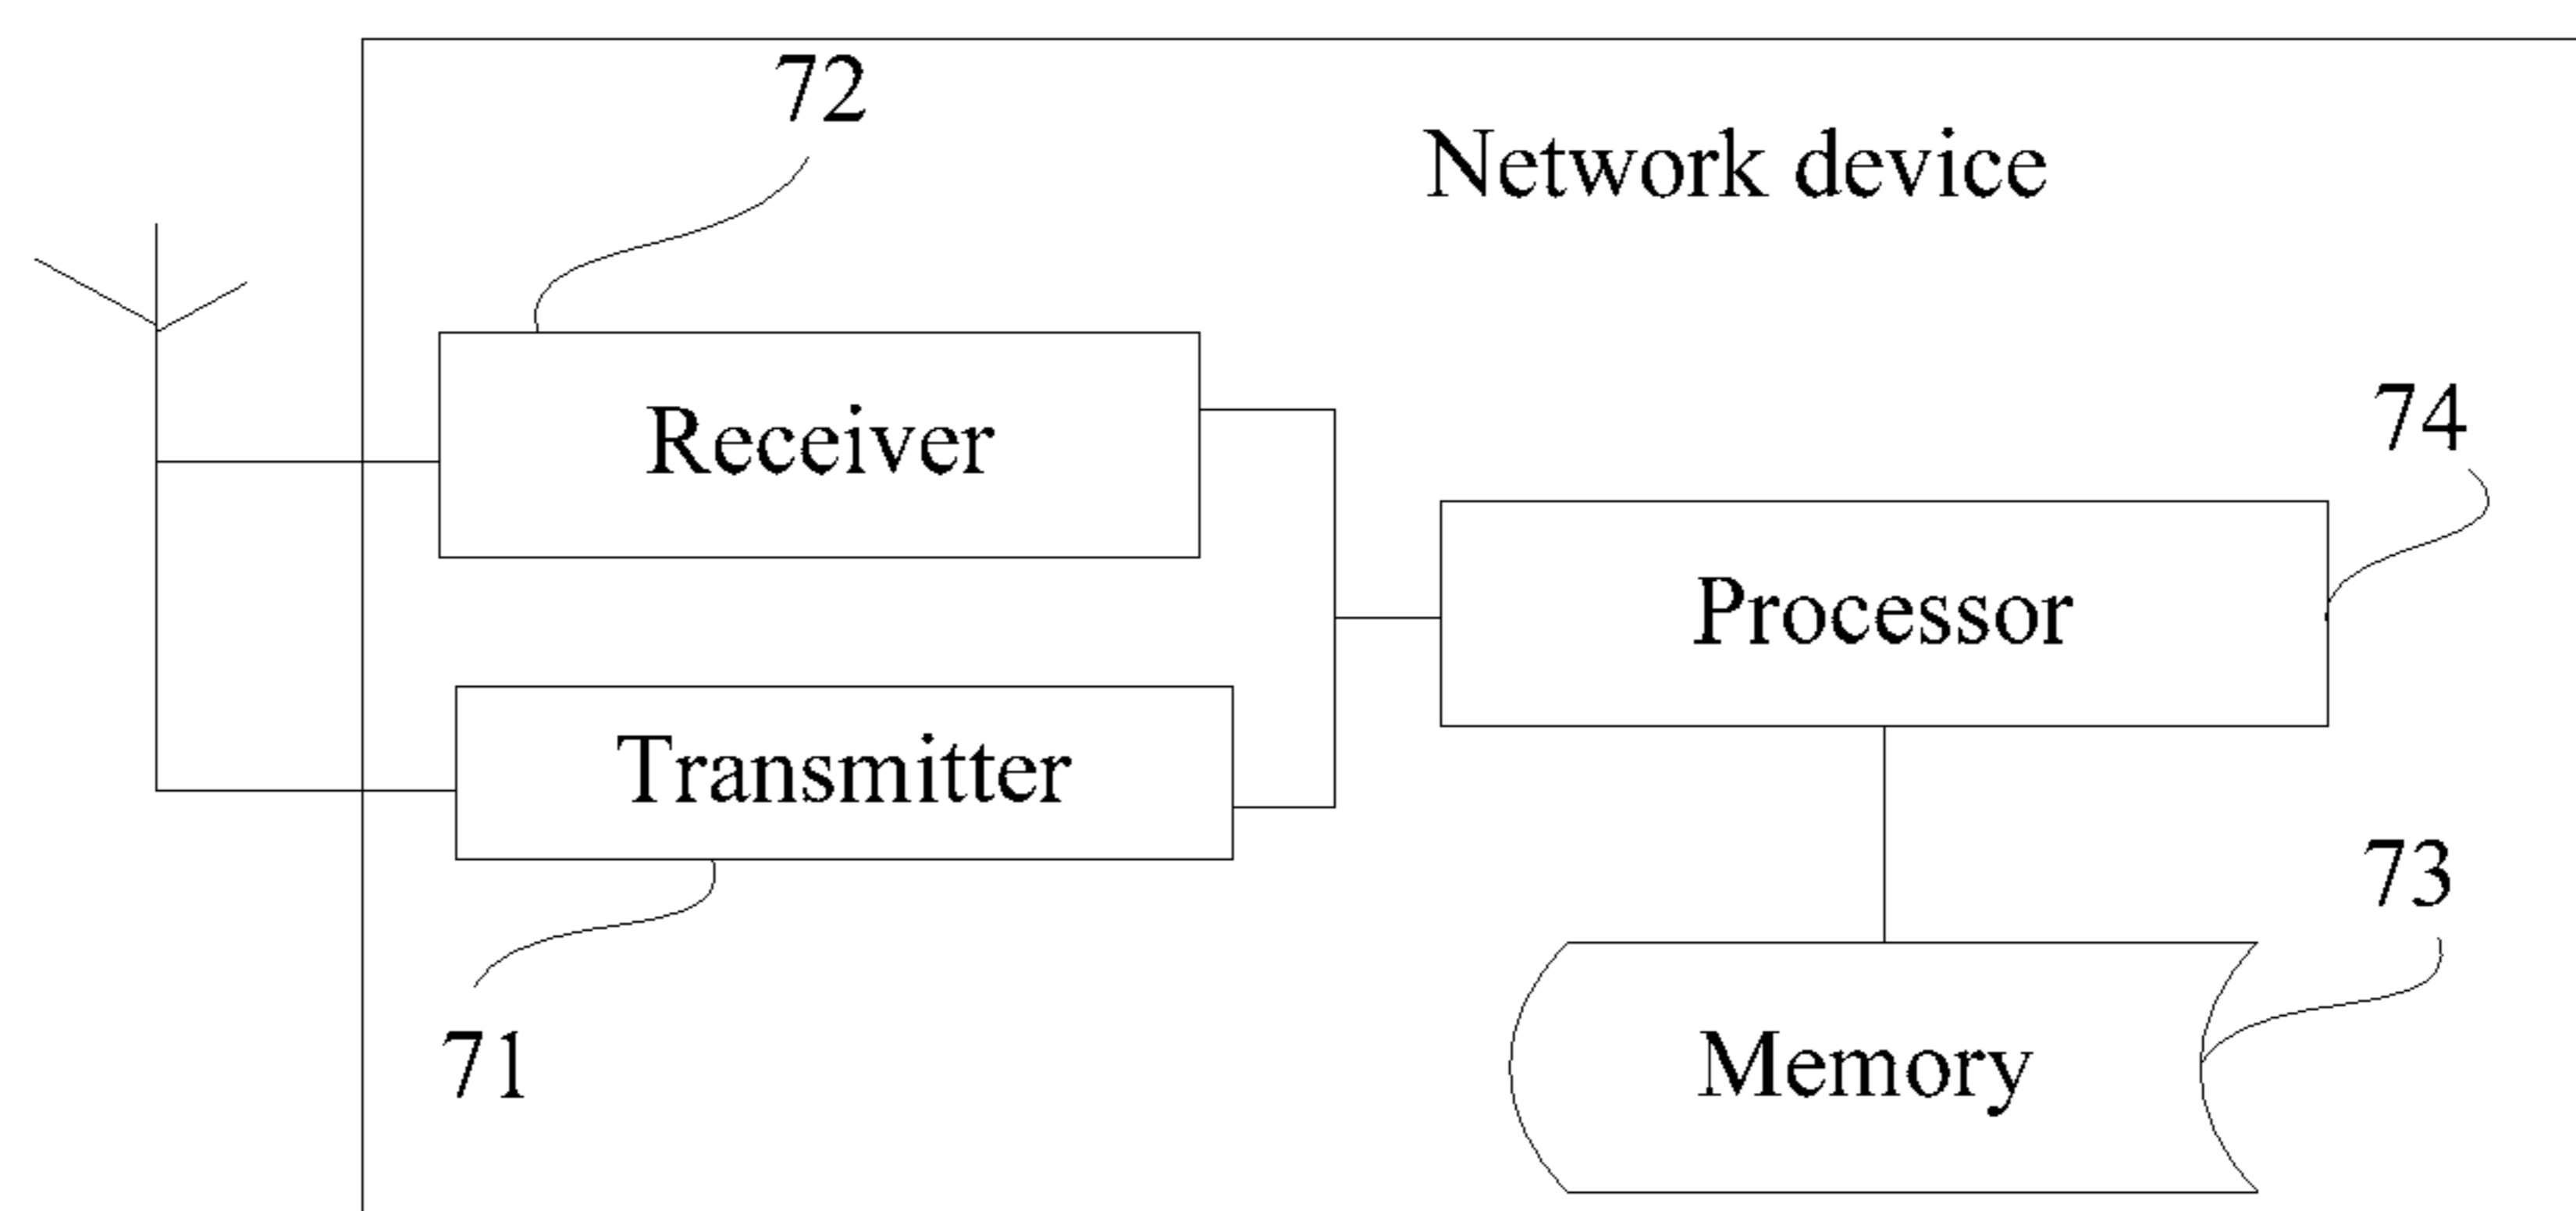 72
Network device
Receiver
74
Processor
Transmitter
73
71
Memory